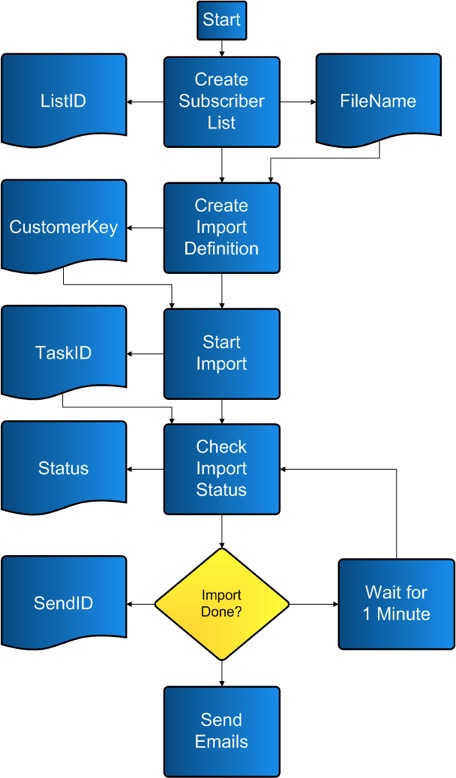 Start
ListID
Create
Subscriber
List
FileName
CustomerKey
Create
Import
Definition
TaskID
Start
Import
Status
Check
Import
Status
SendID
Import
Done?
Wait for
1 Minute
Send
Emails